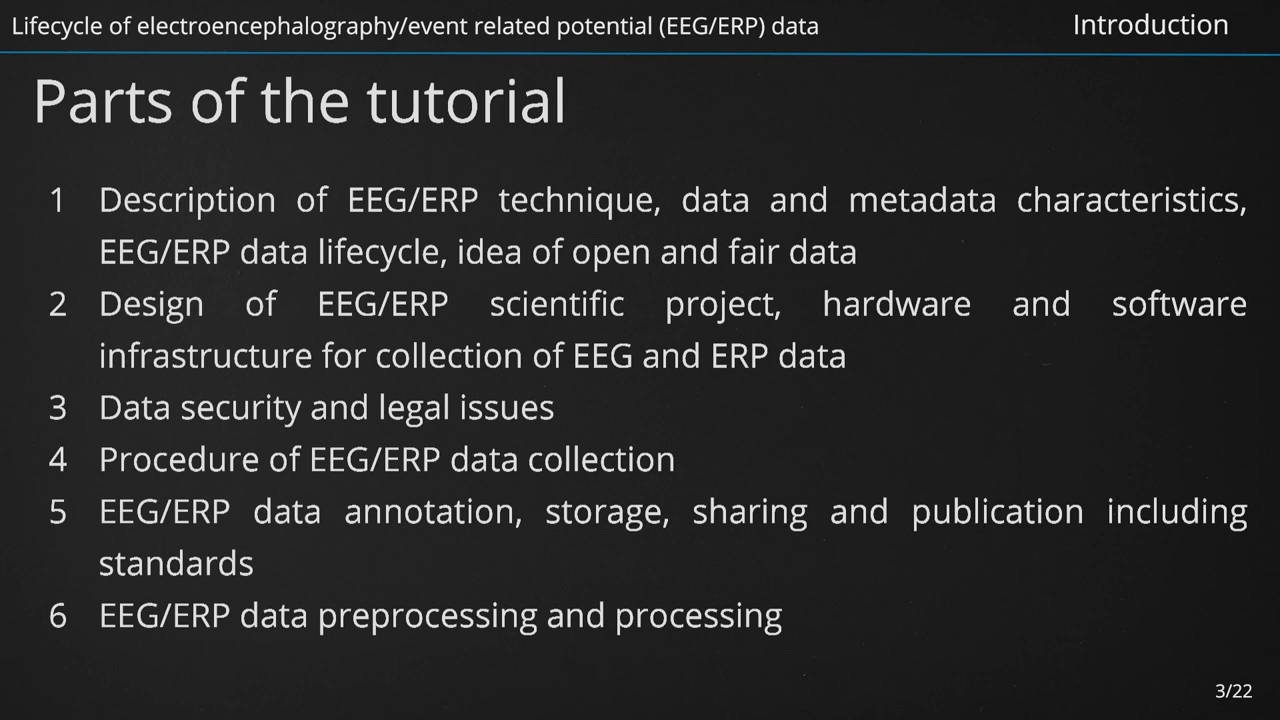 Lifecycle of electroencephalography/event related potential (EEG/ERP) data
Introduction
Parts of the tutorial
1 Description of EEG/ERP technique, data and metadata characteristics,
EEG/ERP data lifecycle, idea of open and fair data
2 Design of EEG/ERP scientific project, hardware and software
infrastructure for collection of EEG and ERP data
3 Data security and legal issues
4 Procedure of EEG/ERP data collection
5 EEG/ERP data annotation, storage, sharing and publication including
standards
6 EEG/ERP data preprocessing and processing
3/22